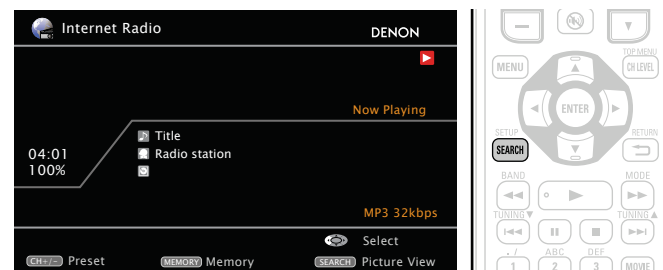 Internet Radio
DENON
Now Playing
Title
04:01
Radio station
100%
MP3 32kbps
Select
CH+/- Preset
MEMORY Memory
SEARCH Picture View
TOP MENU
MENU
CH LEVEL
ENTER
SETUP
RETURN
SEARCH
BAND
MODE
TUNING▼
TUNING▲
. /
ABC
DEF
1
2
3
MOVIE